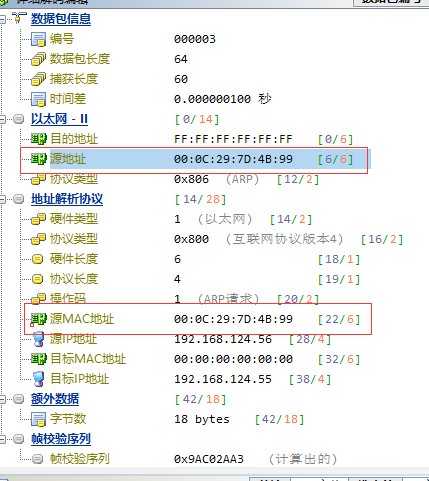 数据包信息
编号 000003
数据包长度 64
捕获长度 60
时间差 0.000000100 秒
以太网 - II [0/14]
目的地址 FF:FF:FF:FF:FF:FF [0/6]
源地址 00:0C:29:7D:4B:99 [6/6]
协议类型 0x806 (ARP) [12/2]
地址解析协议 [14/28]
硬件类型 1 (以太网) [14/2]
协议类型 0x800 (互联网协议版本4) [16/2]
硬件长度 6 [18/1]
协议长度 4 [19/1]
操作码 1 (ARP请求) [20/2]
源MAC地址 00:0C:29:7D:4B:99 [22/6]
源IP地址 192.168.124.56 [28/4]
目标MAC地址 00:00:00:00:00:00 [32/6]
目标IP地址 192.168.124.55 [38/4]
额外数据 [42/18]
字节数 18 bytes [42/18]
帧校验序列
帧校验序列 0x9AC02AA3 (计算出的)